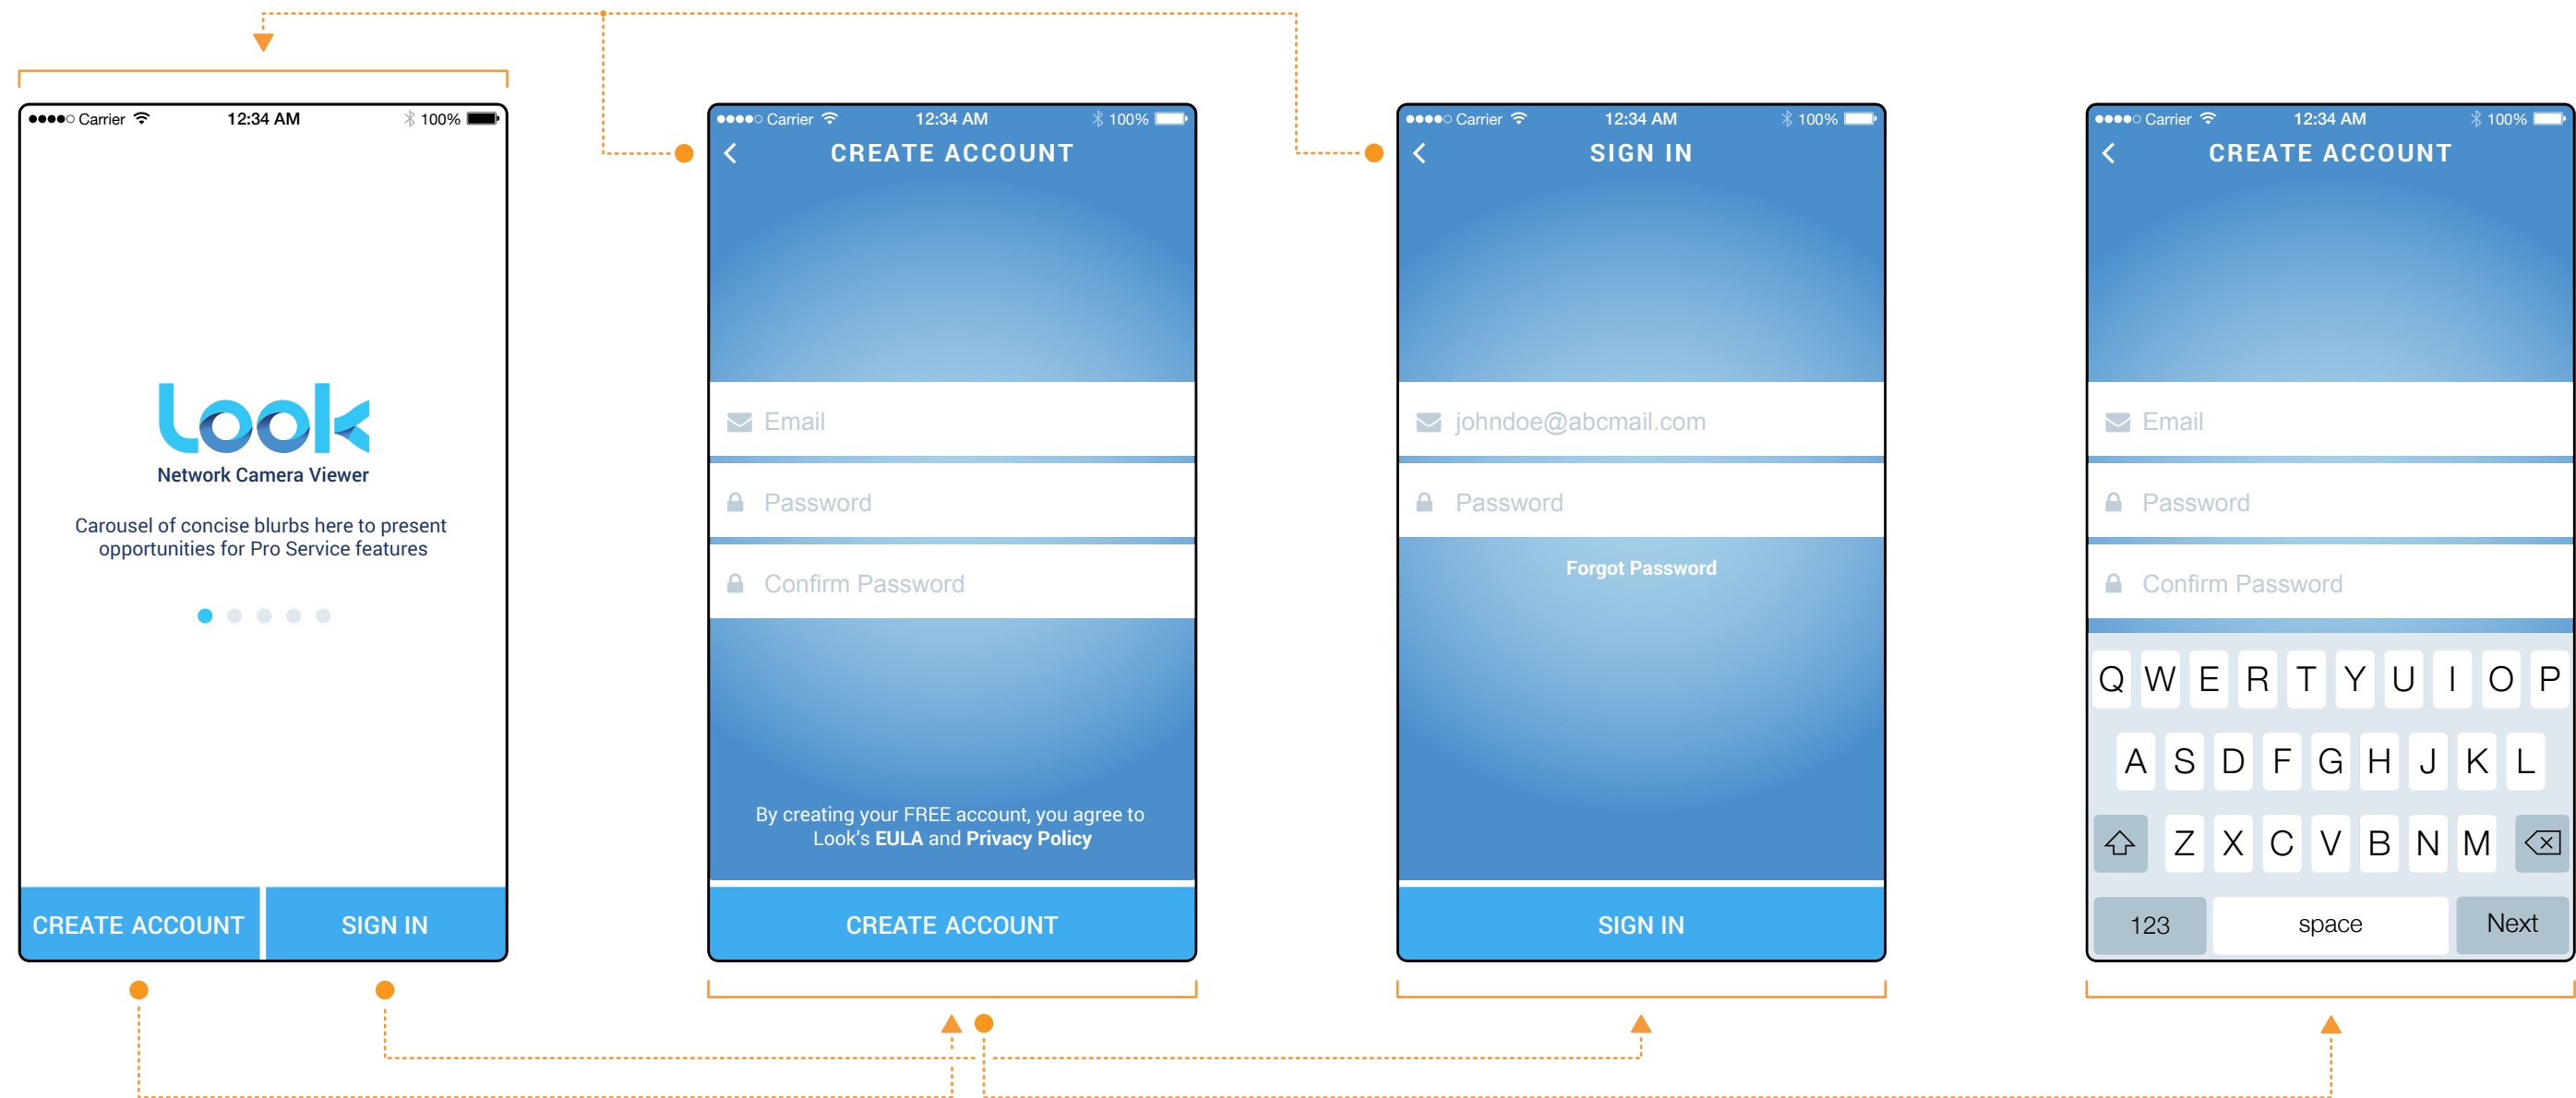 Carrier 12:34 AM 100%
Look
Network Camera Viewer
Carousel of concise blurbs here to present
opportunities for Pro Service features
CREATE ACCOUNT
SIGN IN
Carrier 12:34 AM 100%
CREATE ACCOUNT
Email
Password
Confirm Password
By creating your FREE account, you agree to
Look’s EULA and Privacy Policy
CREATE ACCOUNT
Carrier 12:34 AM 100%
SIGN IN
johndoe@abcmail.com
Password
Forgot Password
SIGN IN
Carrier 12:34 AM 100%
CREATE ACCOUNT
Email
Password
Confirm Password
Q W E R T Y U I O P
A S D F G H J K L
Z X C V B N M
123 space Next